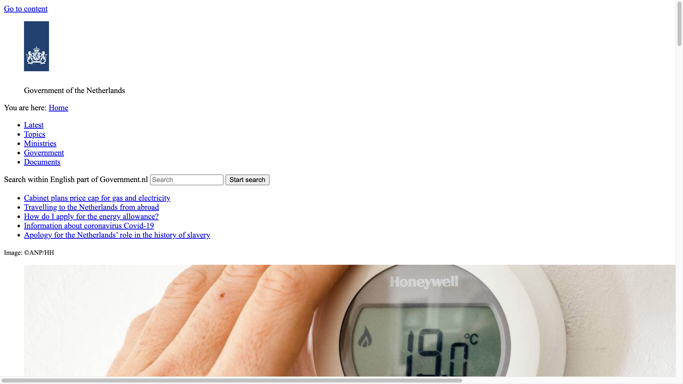 Go to content
Government of the Netherlands
You are here: Home
Latest
Topics
Ministries
Government
Documents
Search within English part of Government.nl Search Start search
Cabinet plans price cap for gas and electricity
Travelling to the Netherlands from abroad
How do I apply for the energy allowance?
Information about coronavirus Covid-19
Apology for the Netherlands' role in the history of slavery
Image: ©ANP/HH
Honeywell
19.0 °C